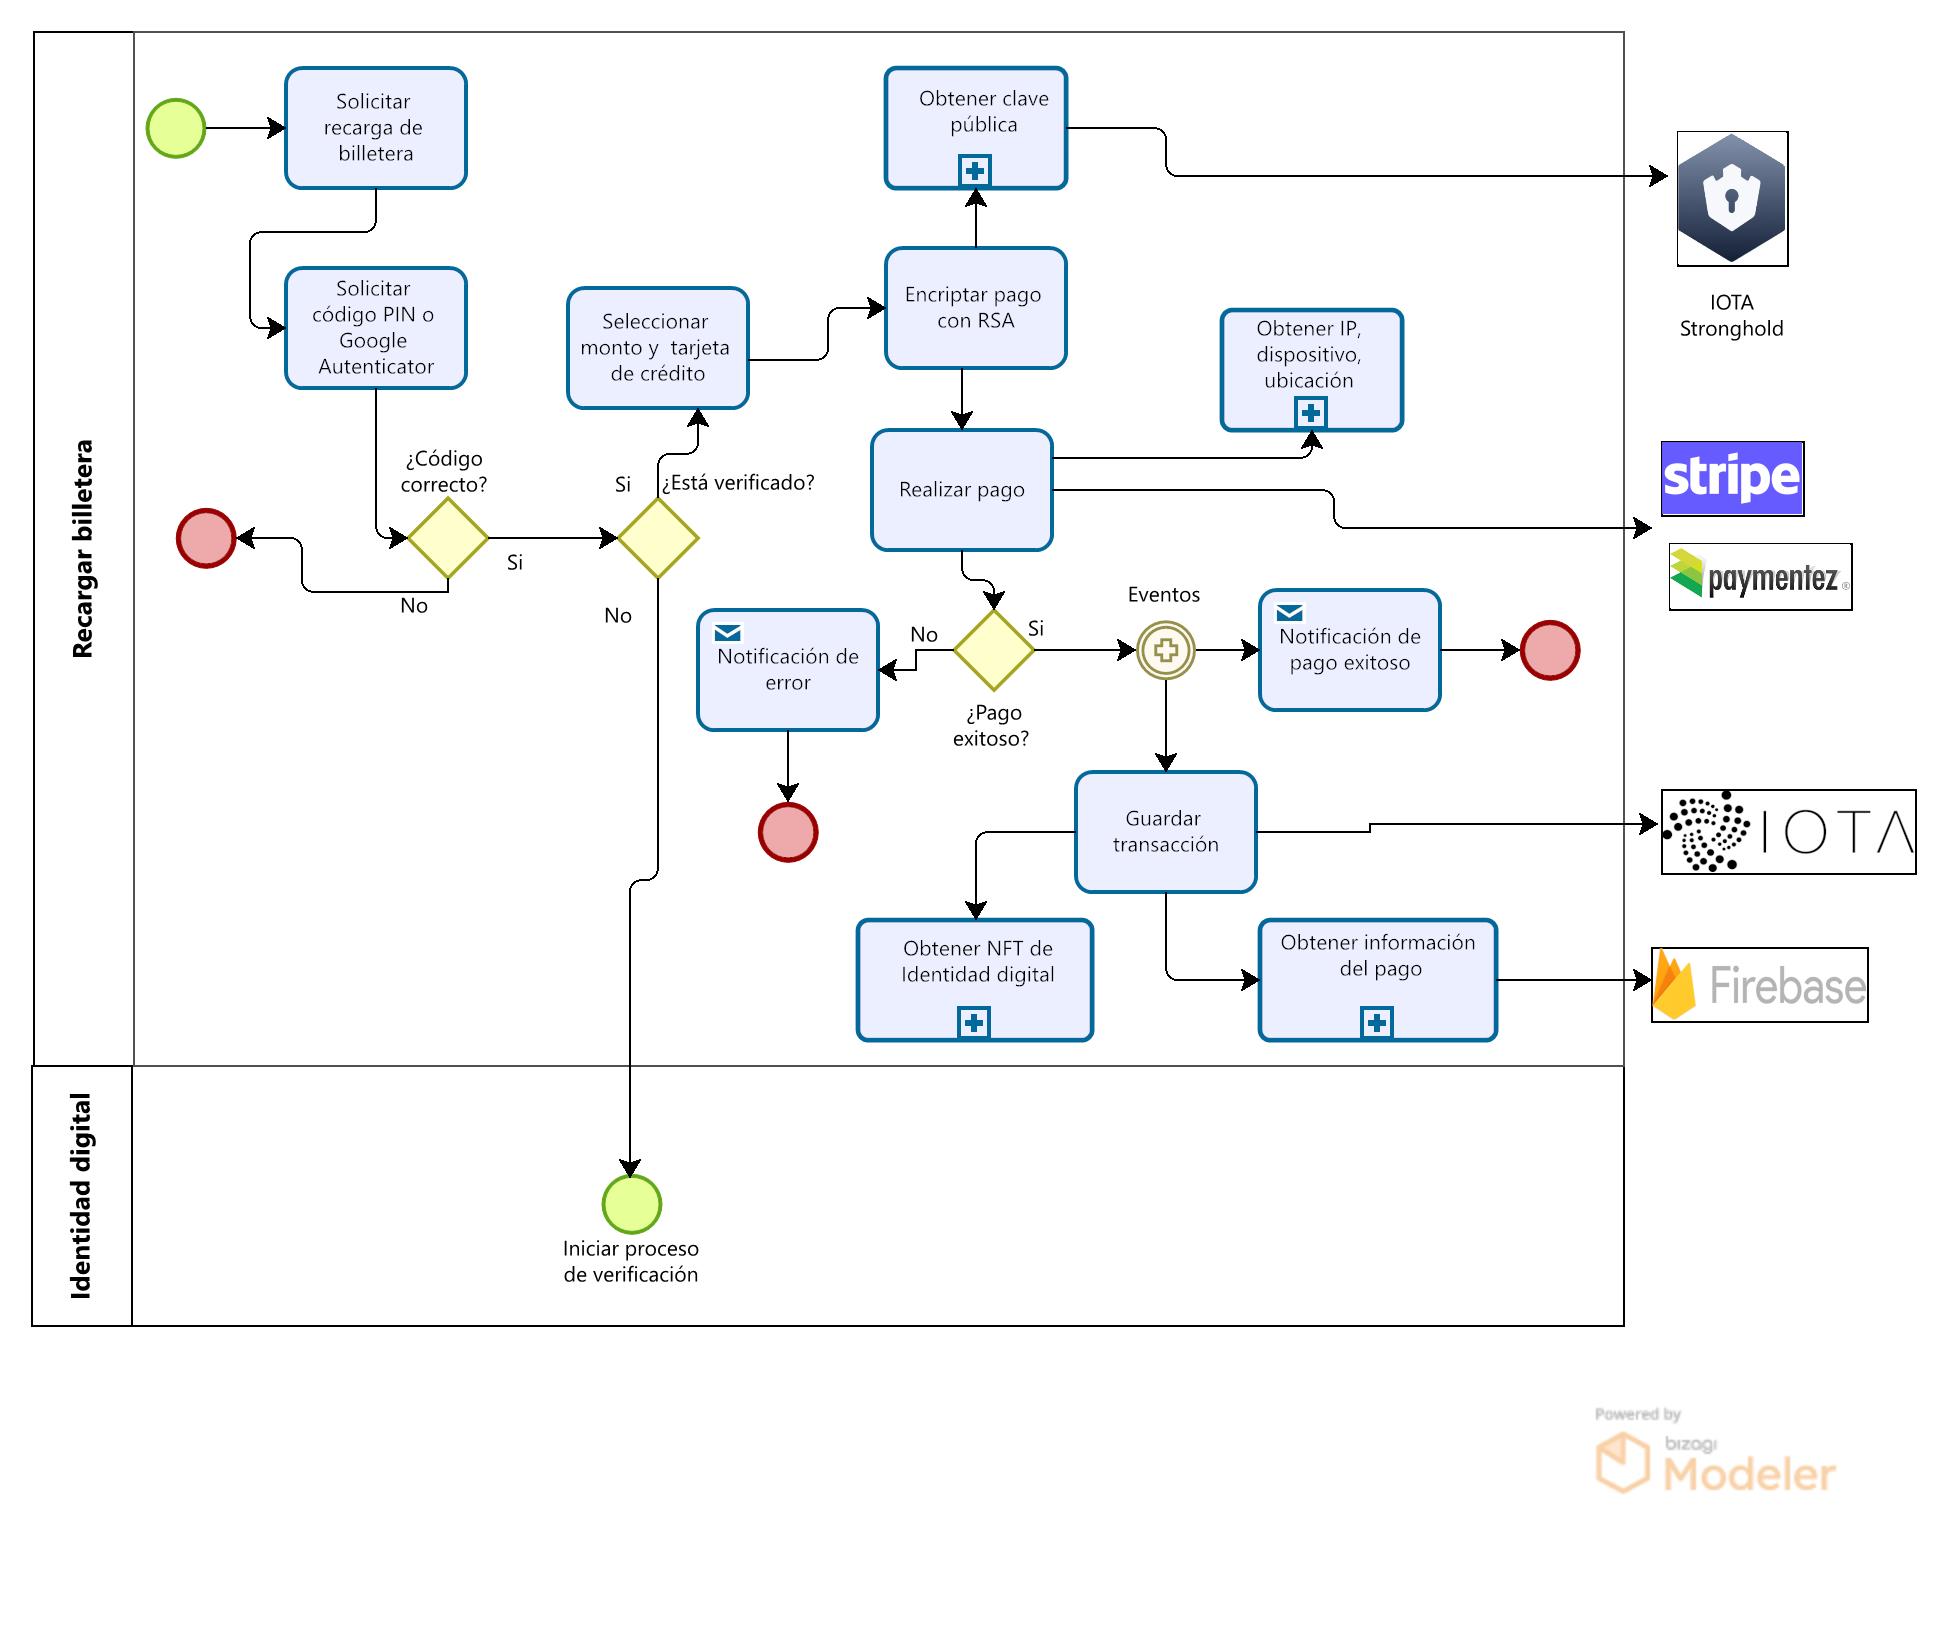 Recargar billetera
Solicitar
recarga de
billetera
Solicitar
código PIN o
Google
Autenticator
¿Código
correcto?
No
Si
¿Está verificado?
Si
No
Seleccionar
monto y tarjeta
de crédito
Obtener clave
pública
Encriptar pago
con RSA
Realizar pago
Obtener IP,
dispositivo,
ubicación
¿Pago
exitoso?
No
Si
Notificación de
error
Eventos
Notificación de
pago exitoso
Guardar
transacción
Obtener NFT de
Identidad digital
Obtener información
del pago
IOTA
Stronghold
stripe
paymentez®
IOTA
Firebase
Identidad digital
Iniciar proceso
de verificación
Powered by
bizagi
Modeler